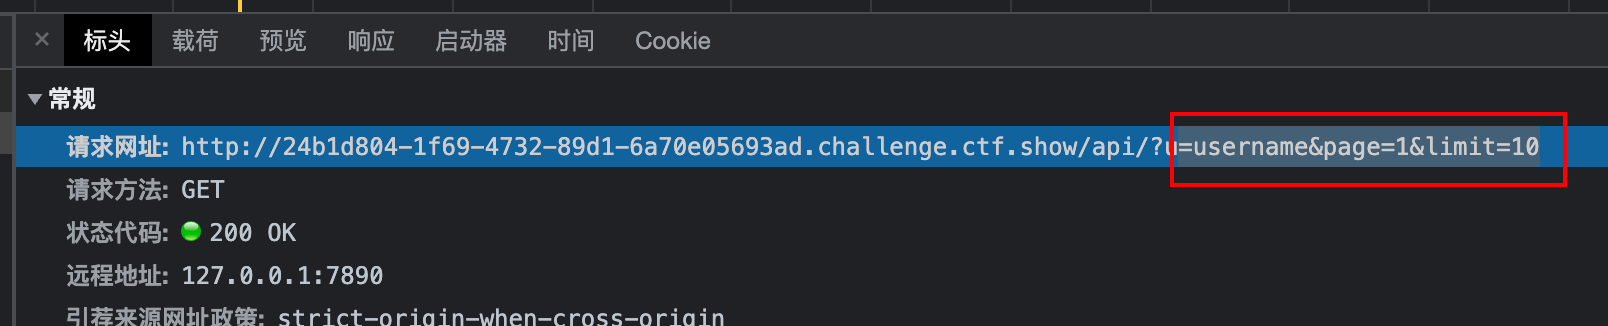 × 标头 载荷 预览 响应 启动器 时间 Cookie
▼ 常规
请求网址: http://24b1d804-1f69-4732-89d1-6a70e05693ad.challenge.ctf.show/api/?u=username&page=1&limit=10
请求方法: GET
状态代码: 200 OK
远程地址: 127.0.0.1:7890
引荐来源网址政策: strict-origin-when-cross-origin